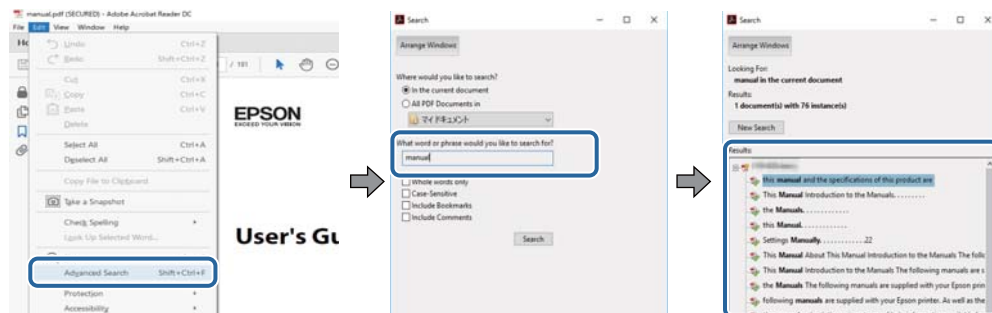 manual.pdf (SECURED) - Adobe Acrobat Reader DC
File Edit View Window Help
Undo Ctrl+Z
Redo Shift+Ctrl+Z
Cut Ctrl+X
Copy Ctrl+C
Paste Ctrl+V
Delete
Select All Ctrl+A
Deselect All Shift+Ctrl+A
Copy File to Clipboard
Take a Snapshot
Check Spelling
Look Up Selected Word...
Advanced Search Shift+Ctrl+F
Protection
Accessibility
/ 191
EPSON
EXCEED YOUR VISION
User's Gu
Search
Arrange Windows
Where would you like to search?
In the current document
All PDF Documents in
マイ ドキュメント
What word or phrase would you like to search for?
manual
Whole words only
Case-Sensitive
Include Bookmarks
Include Comments
Search
Search
Arrange Windows
Looking For:
manual in the current document
Results:
1 document(s) with 76 instance(s)
New Search
Results:
this manual and the specifications of this product are
This Manual Introduction to the Manuals. . . . . . . . .
the Manuals. . . . . . . . . . . .
this Manual. . . . . . . . . . . .
Settings Manually. . . . . . . . . . . . 22
This Manual About This Manual Introduction to the Manuals The follo
This Manual Introduction to the Manuals The following manuals are s
the Manuals The following manuals are supplied with your Epson prin
following manuals are supplied with your Epson printer. As well as the